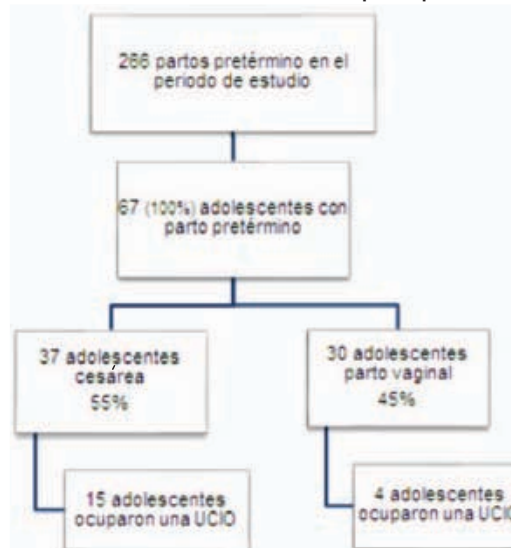 266 partos pretérmino en el
periodo de estudio
67 (100%) adolescentes con
parto pretérmino
37 adolescentes
cesárea
55%
30 adolescentes
parto vaginal
45%
15 adolescentes
ocuparon una UCIO
4 adolescentes
ocuparon una UCIO